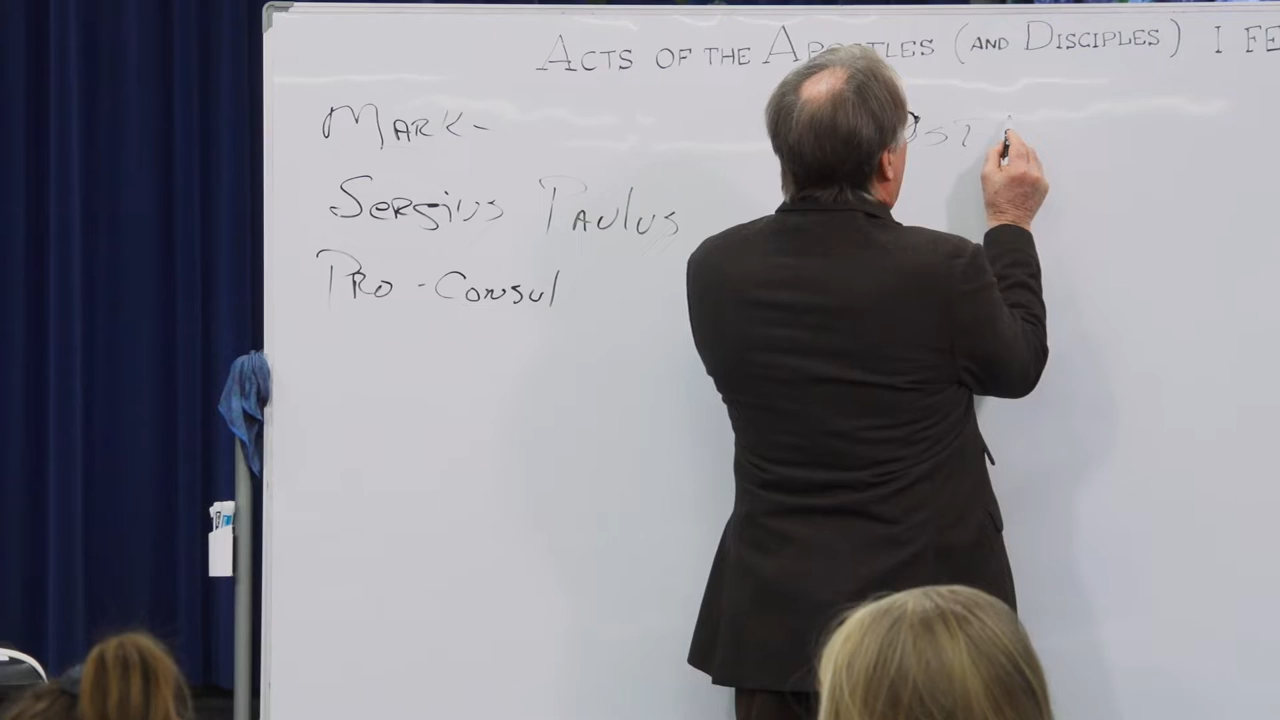 ACTS OF THE APOSTLES (AND DISCIPLES) I FE
MARK-
SERGIUS PAULUS
PRO-CONSUL